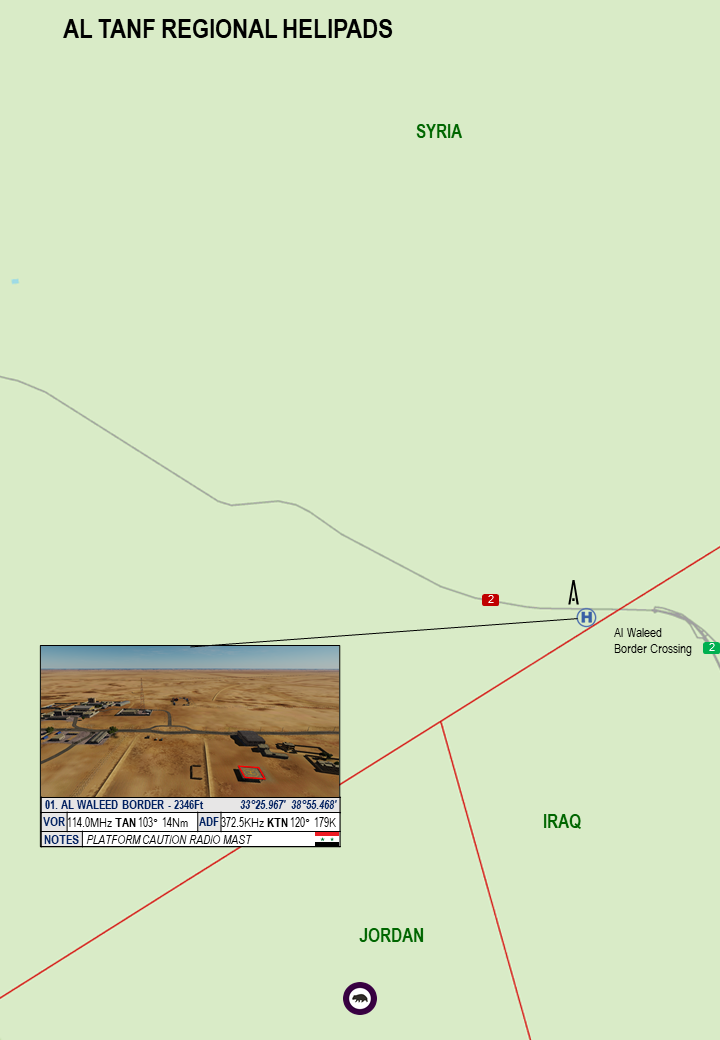 AL TANF REGIONAL HELIPADS
SYRIA
2
H
Al Waleed
Border Crossing
2
01. AL WALEED BORDER - 2346Ft 33°25.967' 38°55.468'
VOR 114.0MHz TAN 103° 14Nm ADF 372.5KHz KTN 120° 179K
NOTES PLATFORM CAUTION RADIO MAST
IRAQ
JORDAN